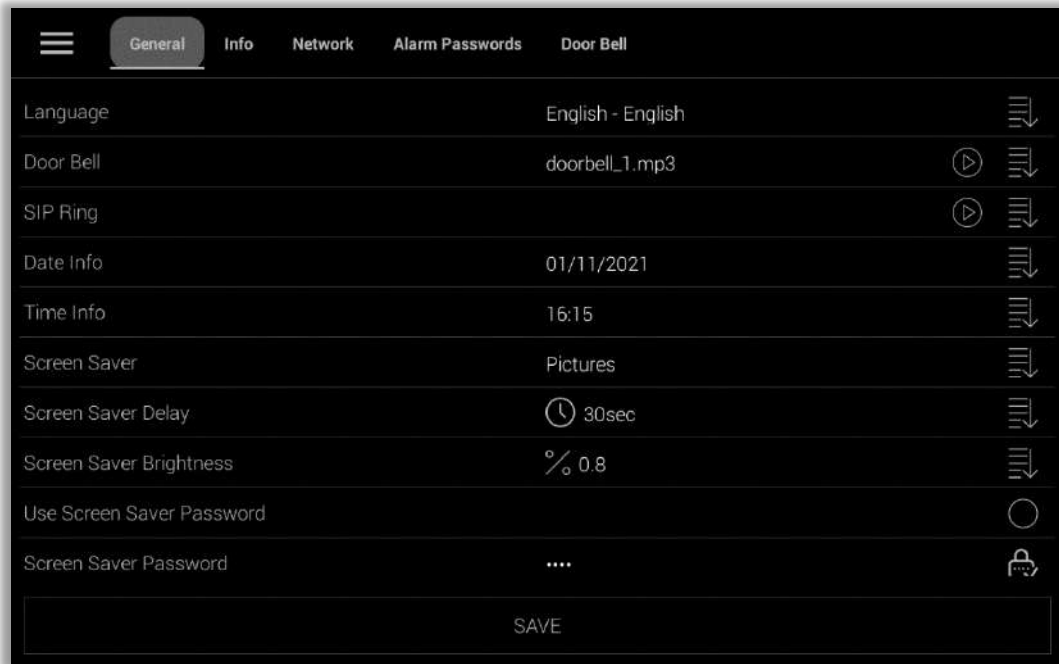 General Info Network Alarm Passwords Door Bell
Language English - English
Door Bell doorbell_1.mp3
SIP Ring
Date Info 01/11/2021
Time Info 16:15
Screen Saver Pictures
Screen Saver Delay 30sec
Screen Saver Brightness % 0.8
Use Screen Saver Password
Screen Saver Password ····
SAVE